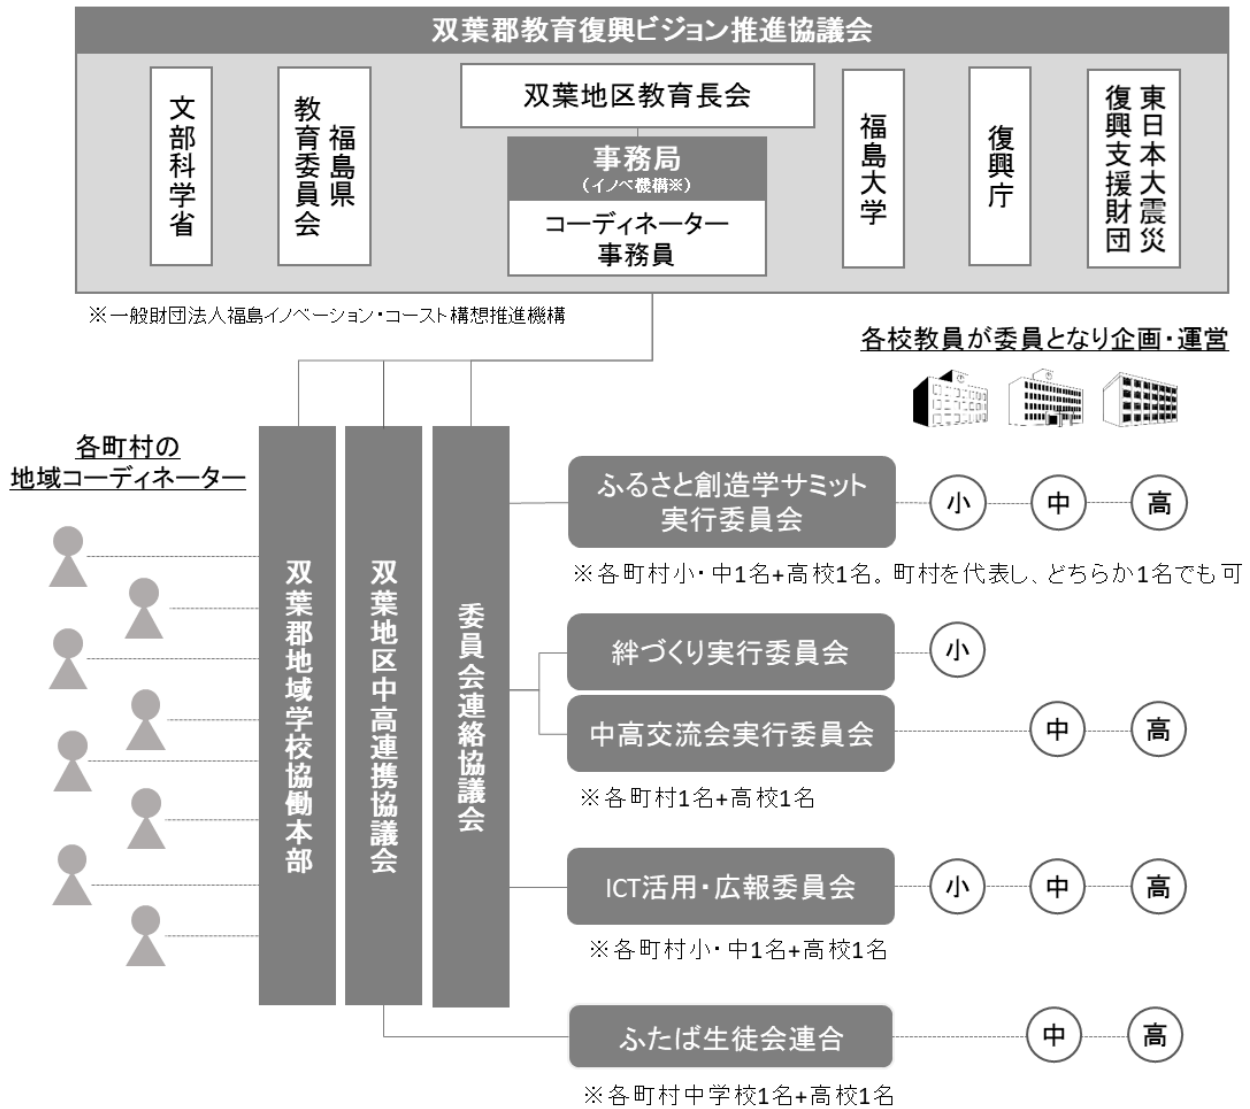 双葉郡教育復興ビジョン推進協議会
文部科学省
福島県
教育委員会
双葉地区教育長会
事務局
（イノベ機構※）
コーディネーター
事務員
福島大学
復興庁
東日本大震災
復興支援財団
※一般財団法人福島イノベーション・コースト構想推進機構
各校教員が委員となり企画・運営
各町村の
地域コーディネーター
双葉郡地域学校協働本部
双葉地区中高連携協議会
委員会連絡協議会
ふるさと創造学サミット
実行委員会
小 中 高
※各町村小・中1名+高校1名。町村を代表し、どちらか1名でも可
絆づくり実行委員会
小
中高交流会実行委員会
中 高
※各町村1名+高校1名
ICT活用・広報委員会
小 中 高
※各町村小・中1名+高校1名
ふたば生徒会連合
中 高
※各町村中学校1名+高校1名